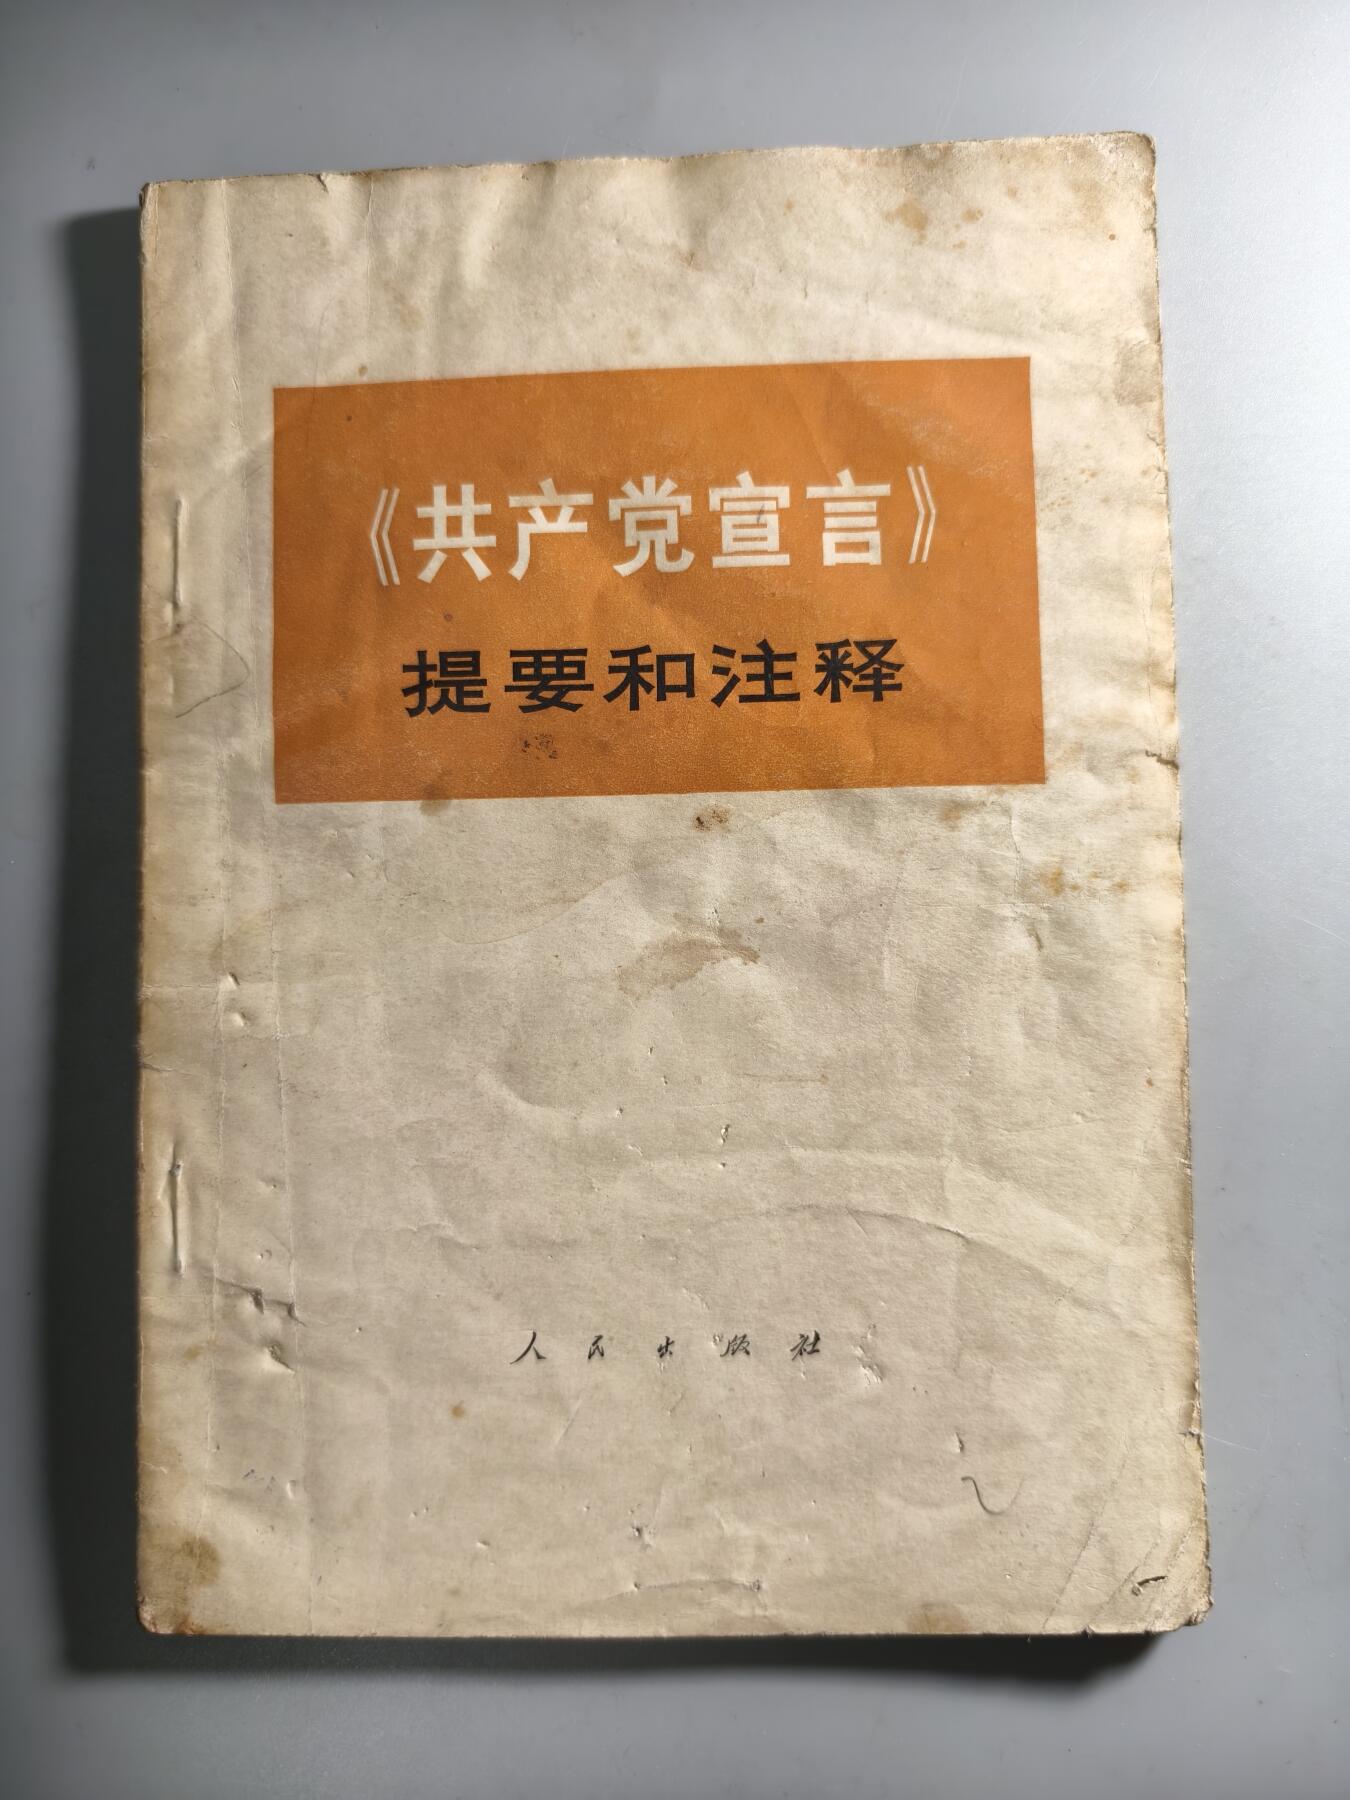 《共产党宣言》
提要和注释
人民出版社